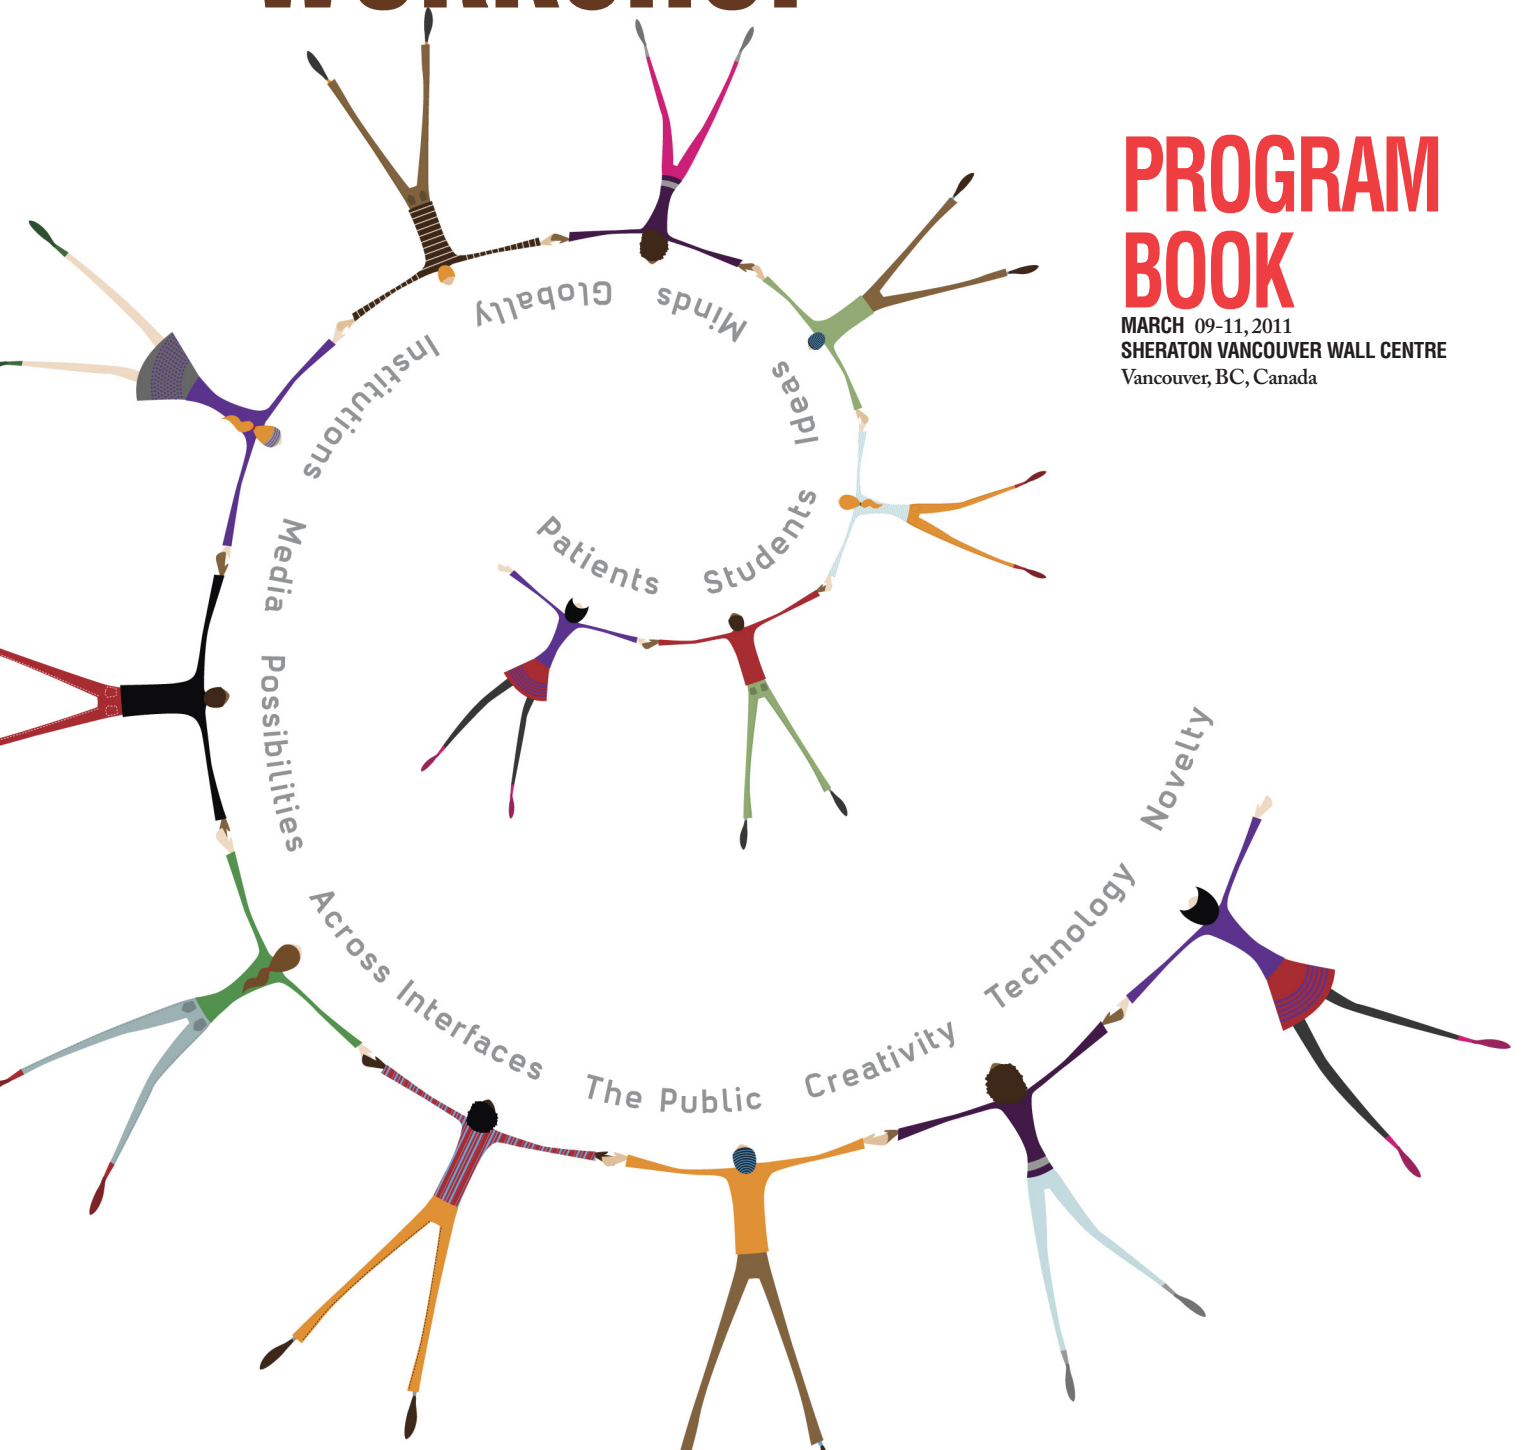 WORKSHOP
PROGRAM
BOOK
MARCH 09-11, 2011
SHERATON VANCOUVER WALL CENTRE
Vancouver, BC, Canada
Patients
Students
Ideas
Minds
Globally
Institutions
Media
Possibilities
Across Interfaces
The Public
Creativity
Technology
Novelty